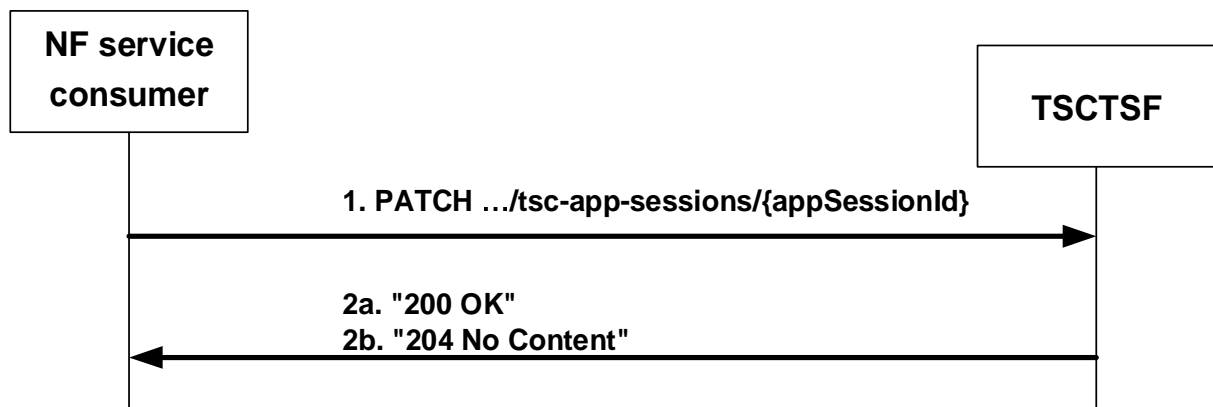 NF service
consumer
TSCTSF
1. PATCH …/tsc-app-sessions/{appSessionId}
2a. "200 OK"
2b. "204 No Content"